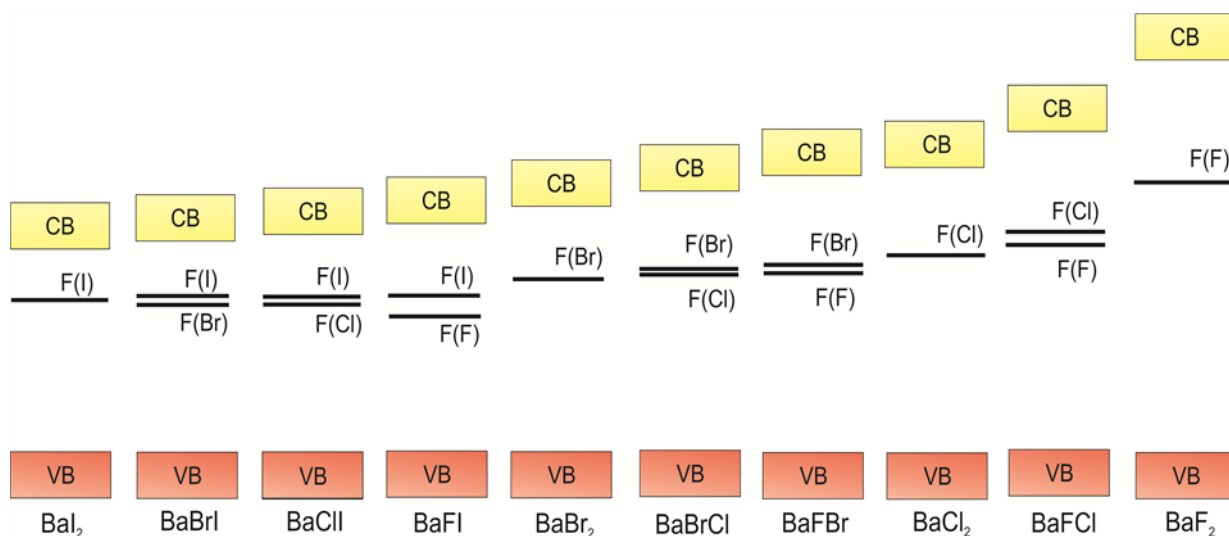 CB CB CB CB CB CB CB CB CB CB
F(I) F(I) F(I) F(I) F(Br) F(Br) F(Br) F(Cl) F(Cl) F(F)
F(Br) F(Cl) F(F) F(Cl) F(F) F(F)
VB VB VB VB VB VB VB VB VB VB
BaI₂ BaBrI BaClI BaFI BaBr₂ BaBrCl BaFBr BaCl₂ BaFCl BaF₂